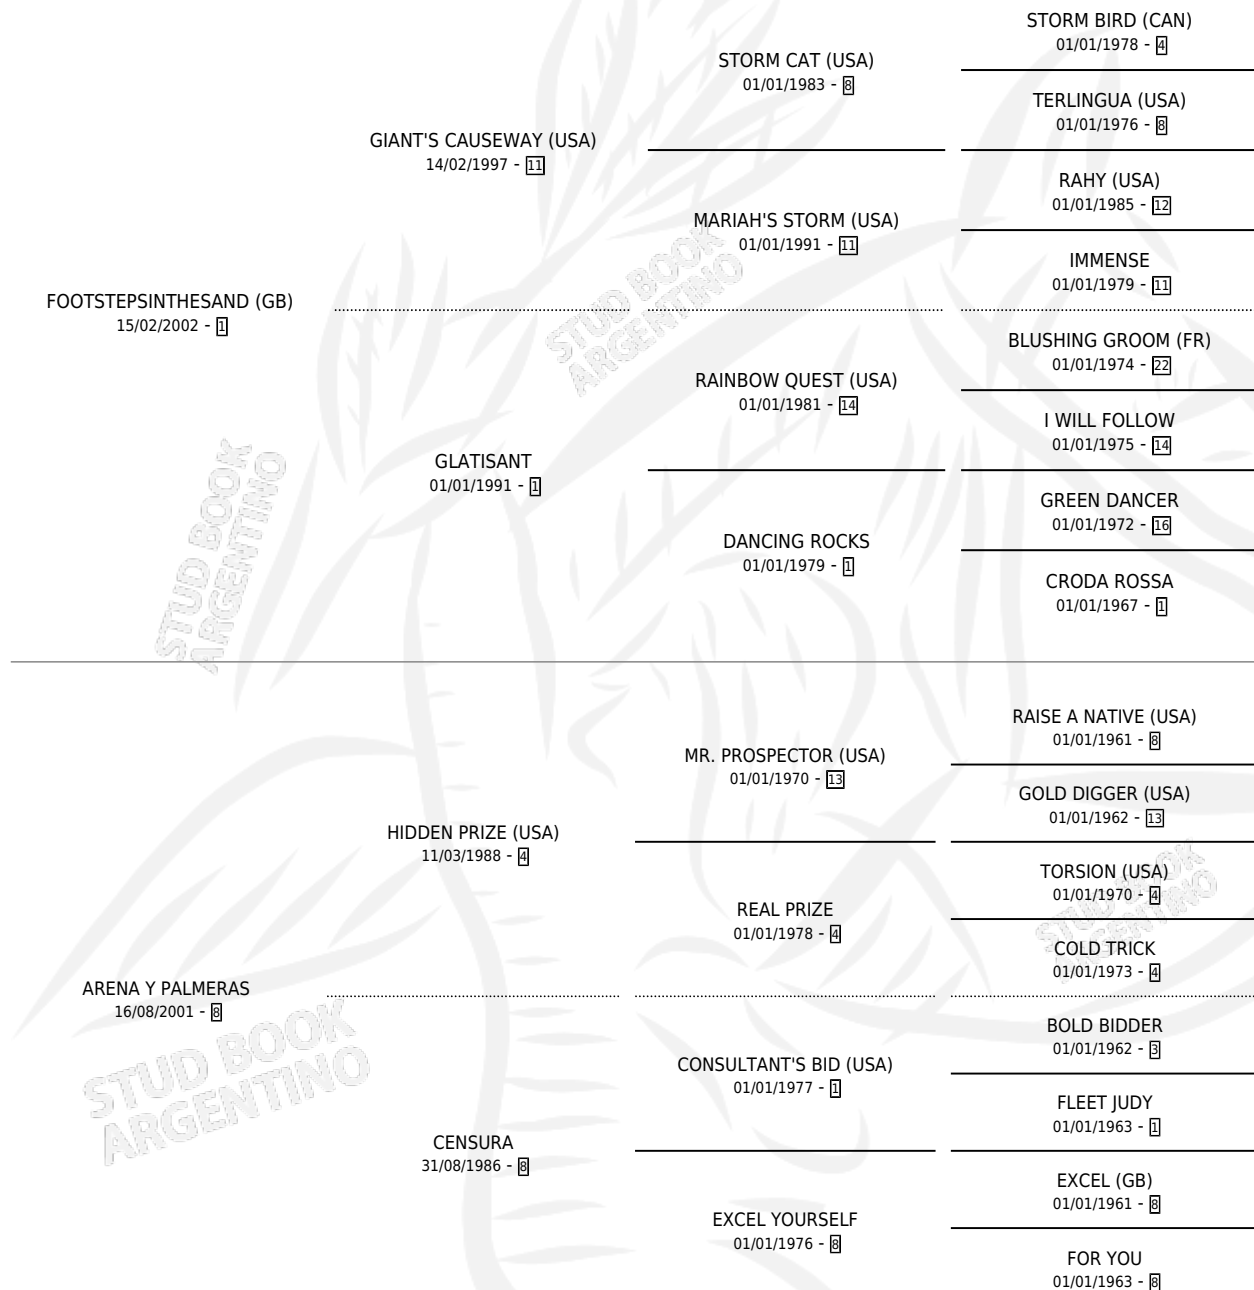 STORM BIRD (CAN)
01/01/1978 - 4
STORM CAT (USA)
01/01/1983 - 8
TERLINGUA (USA)
01/01/1976 - 8
GIANT'S CAUSEWAY (USA)
14/02/1997 - 11
RAHY (USA)
01/01/1985 - 12
MARIAH'S STORM (USA)
01/01/1991 - 11
IMMENSE
01/01/1979 - 11
FOOTSTEPSINTHESAND (GB)
15/02/2002 - 1
STUD BOOK
ARGENTINO
BLUSHING GROOM (FR)
01/01/1974 - 22
RAINBOW QUEST (USA)
01/01/1981 - 14
I WILL FOLLOW
01/01/1975 - 14
GLATISANT
01/01/1991 - 1
GREEN DANCER
01/01/1972 - 16
DANCING ROCKS
01/01/1979 - 1
CRODA ROSSA
01/01/1967 - 1
STUD BOOK
ARGENTINO
RAISE A NATIVE (USA)
01/01/1961 - 8
MR. PROSPECTOR (USA)
01/01/1970 - 13
GOLD DIGGER (USA)
01/01/1962 - 13
HIDDEN PRIZE (USA)
11/03/1988 - 4
TORSION (USA)
01/01/1970 - 4
REAL PRIZE
01/01/1978 - 4
COLD TRICK
01/01/1973 - 4
STUD BOOK
ARGENTINO
ARENA Y PALMERAS
16/08/2001 - 8
BOLD BIDDER
01/01/1962 - 3
CONSULTANT'S BID (USA)
01/01/1977 - 1
FLEET JUDY
01/01/1963 - 1
STUD BOOK
ARGENTINO
CENSURA
31/08/1986 - 8
EXCEL (GB)
01/01/1961 - 8
EXCEL YOURSELF
01/01/1976 - 8
FOR YOU
01/01/1963 - 8